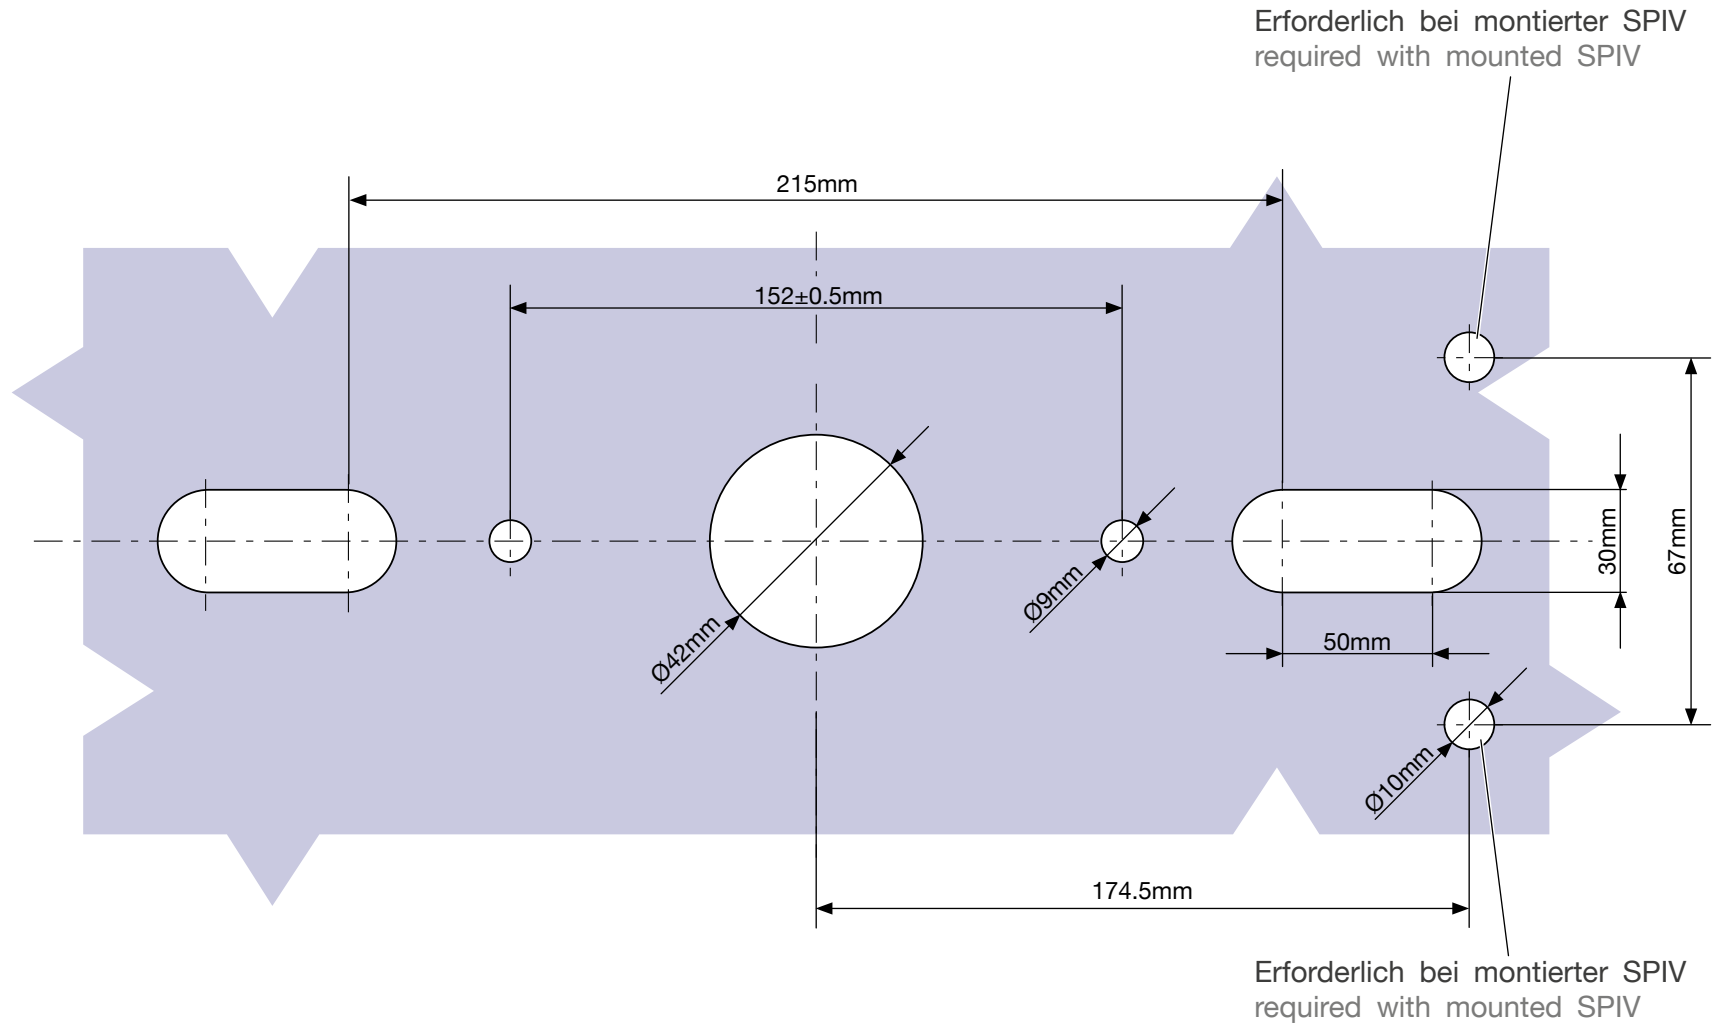 Erforderlich bei montierter SPIV
required with mounted SPIV
215mm
152±0.5mm
30mm
67mm
Ø9mm
Ø42mm
50mm
Ø10mm
174.5mm
Erforderlich bei montierter SPIV
required with mounted SPIV